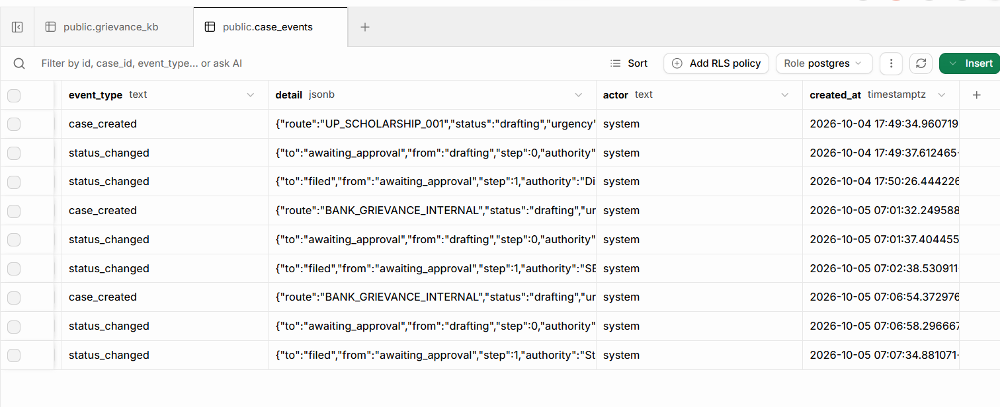 public.grievance_kb public.case_events
Filter by id, case_id, event_type... or ask AI Sort Add RLS policy Role postgres Insert
event_type text detail jsonb actor text created_at timestamptz
case_created {"route":"UP_SCHOLARSHIP_001","status":"drafting","urgency" system 2026-10-04 17:49:34.960719
status_changed {"to":"awaiting_approval","from":"drafting","step":0,"authority" system 2026-10-04 17:49:37.612465-
status_changed {"to":"filed","from":"awaiting_approval","step":1,"authority":"Di system 2026-10-04 17:50:26.444226
case_created {"route":"BANK_GRIEVANCE_INTERNAL","status":"drafting","ur system 2026-10-05 07:01:32.249588
status_changed {"to":"awaiting_approval","from":"drafting","step":0,"authority" system 2026-10-05 07:01:37.404455
status_changed {"to":"filed","from":"awaiting_approval","step":1,"authority":"SB system 2026-10-05 07:02:38.530911
case_created {"route":"BANK_GRIEVANCE_INTERNAL","status":"drafting","ur system 2026-10-05 07:06:54.372976
status_changed {"to":"awaiting_approval","from":"drafting","step":0,"authority" system 2026-10-05 07:06:58.296667
status_changed {"to":"filed","from":"awaiting_approval","step":1,"authority":"St system 2026-10-05 07:07:34.881071-